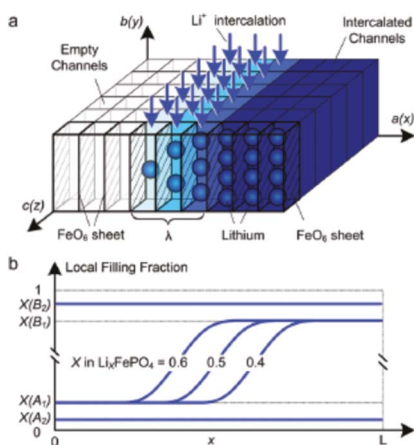 a
b(y)
Li⁺
intercalation
Intercalated
Channels
Empty
Channels
a(x)
c(z)
FeO₆ sheet
λ
Lithium
FeO₆ sheet
b
Local Filling Fraction
1
X(B₂)
X(B₁)
X in LiₓFePO₄ = 0.6 0.5 0.4
X(A₁)
X(A₂)
0
0 x L